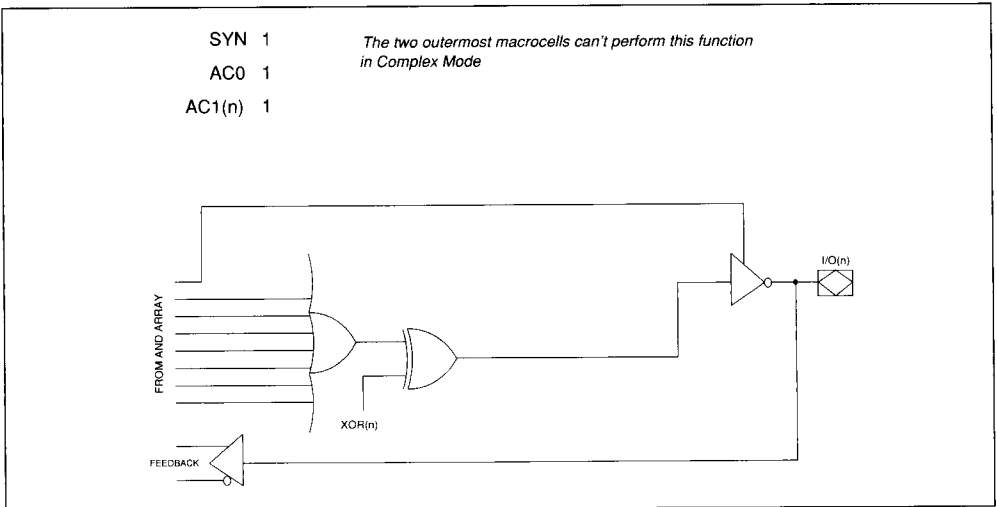 SYN 1
The two outermost macrocells can't perform this function
in Complex Mode
AC0 1
AC1(n) 1
I/O(n)
FROM AND ARRAY
XOR(n)
FEEDBACK